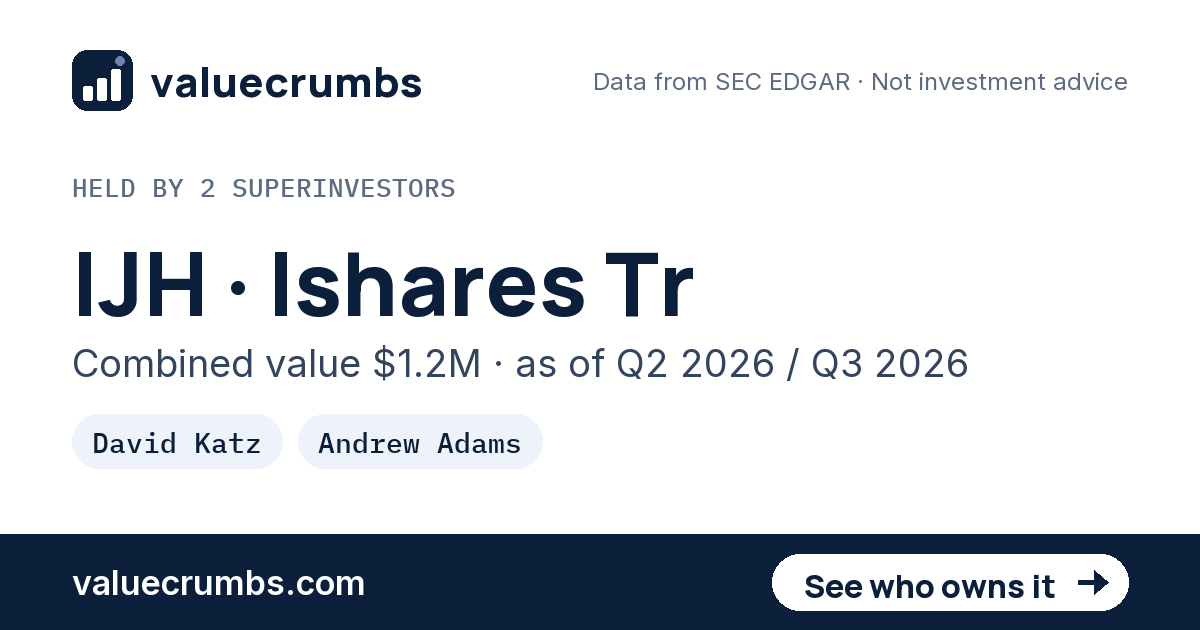 valuecrumbs
Data from SEC EDGAR · Not investment advice
HELD BY 2 SUPERINVESTORS
IJH · Ishares Tr
Combined value $1.2M · as of Q2 2026 / Q3 2026
David Katz
Andrew Adams
valuecrumbs.com
See who owns it →